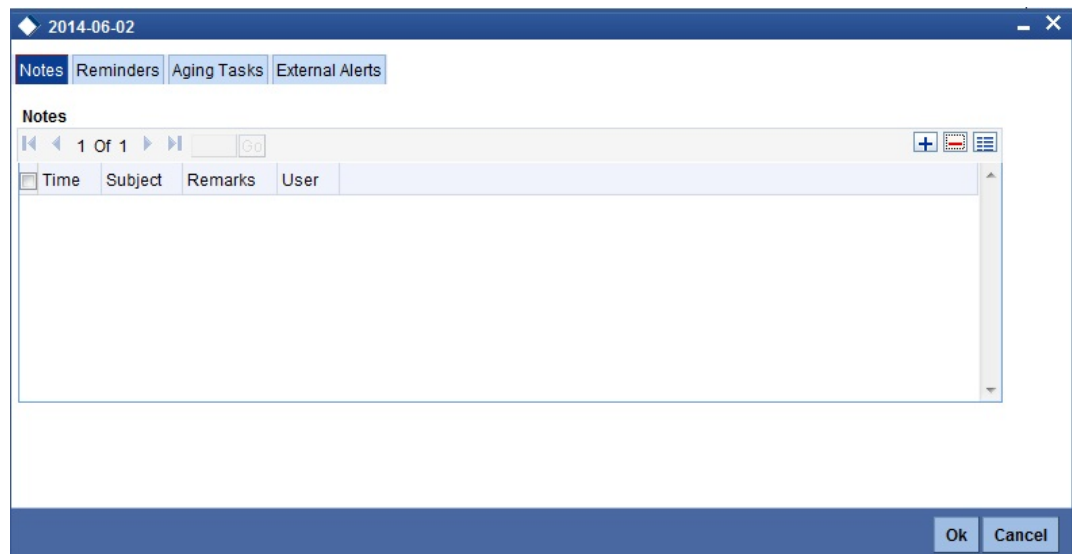 2014-06-02
Notes Reminders Aging Tasks External Alerts
Notes
1 Of 1 Go
Time Subject Remarks User
Ok Cancel